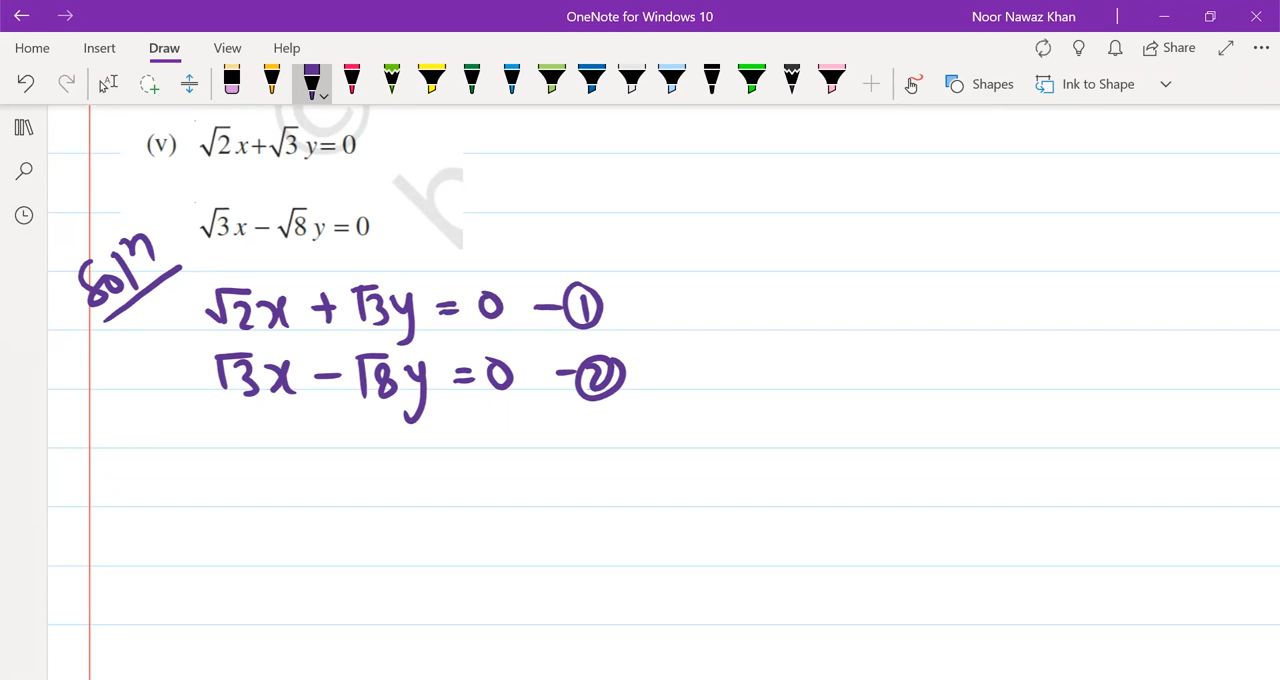 OneNote for Windows 10
Noor Nawaz Khan
Home Insert Draw View Help Share
Shapes Ink to Shape
(v) √2 x+√3 y=0
√3 x − √8 y = 0
Soln
√2x + √3y = 0 -①
√3x - √8y = 0 -②